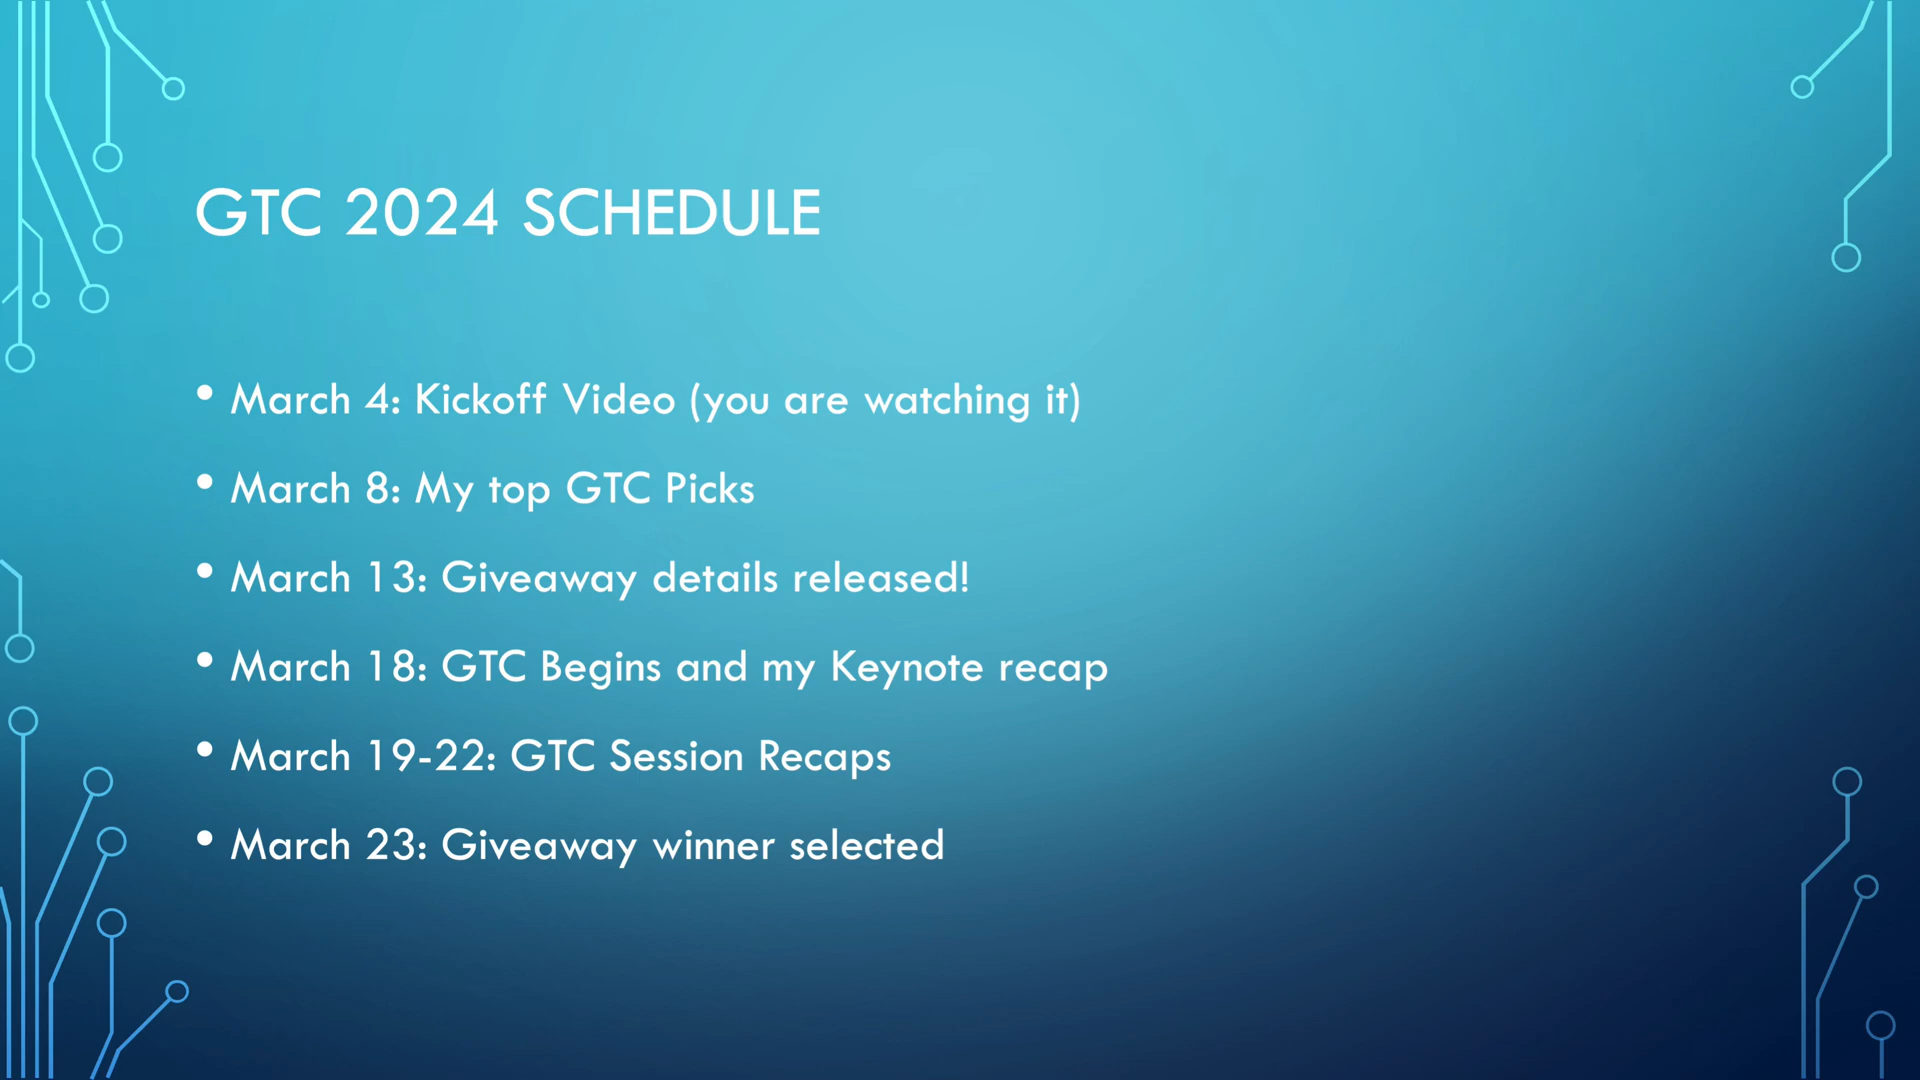 GTC 2024 SCHEDULE
• March 4: Kickoff Video (you are watching it)
• March 8: My top GTC Picks
• March 13: Giveaway details released!
• March 18: GTC Begins and my Keynote recap
• March 19-22: GTC Session Recaps
• March 23: Giveaway winner selected